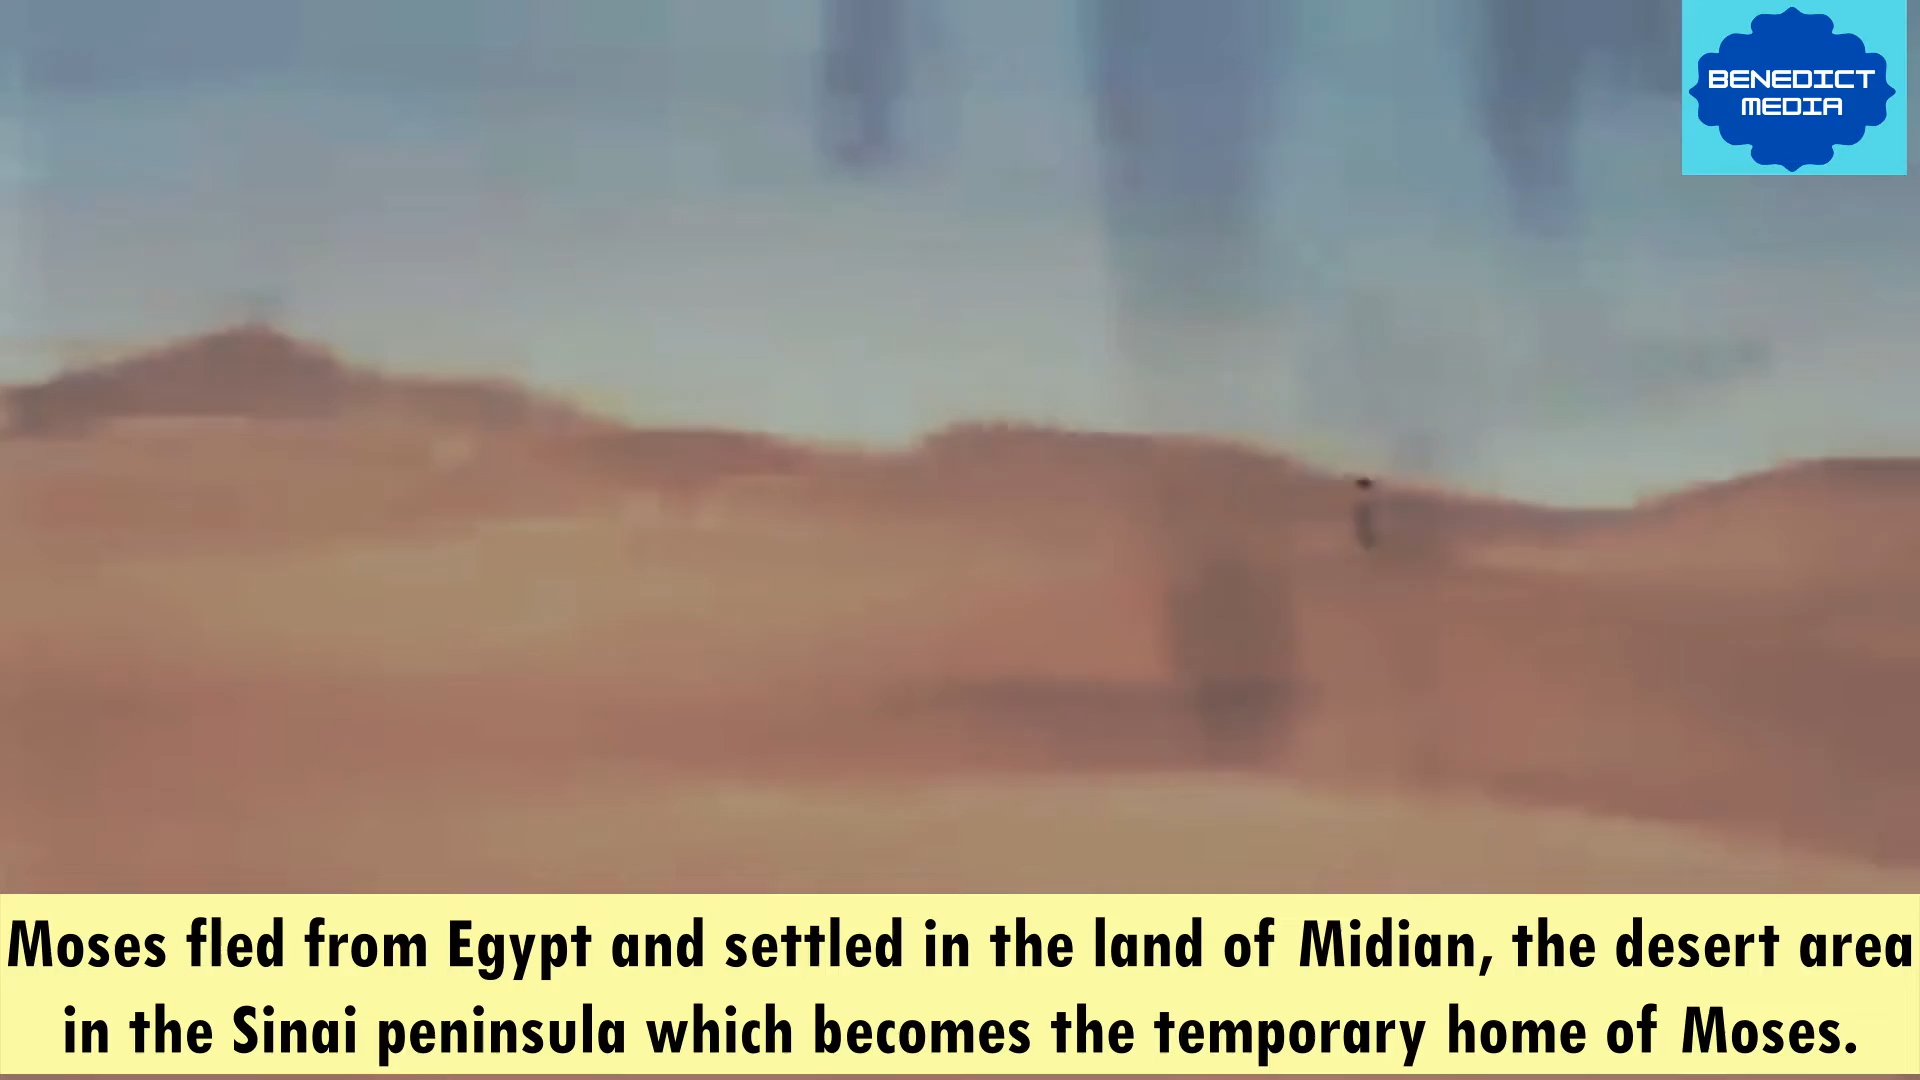 BENEDICT
MEDIA
Moses fled from Egypt and settled in the land of Midian, the desert area
in the Sinai peninsula which becomes the temporary home of Moses.